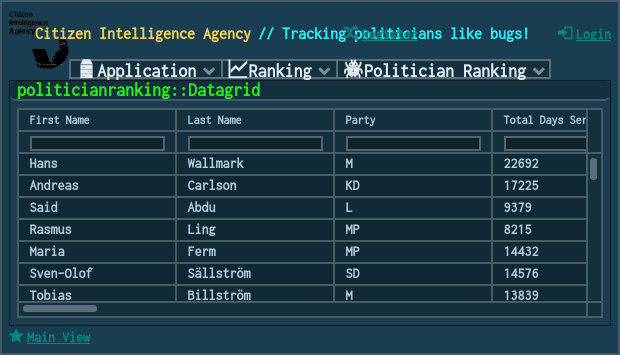 Citizen
Intelligence
Agency
Citizen Intelligence Agency // Tracking politicians like bugs!
Login
Application Ranking Politician Ranking
politicianranking::Datagrid
First Name Last Name Party Total Days Ser
Hans Wallmark M 22692
Andreas Carlson KD 17225
Said Abdu L 9379
Rasmus Ling MP 8215
Maria Ferm MP 14432
Sven-Olof Sällström SD 14576
Tobias Billström M 13839
Main View